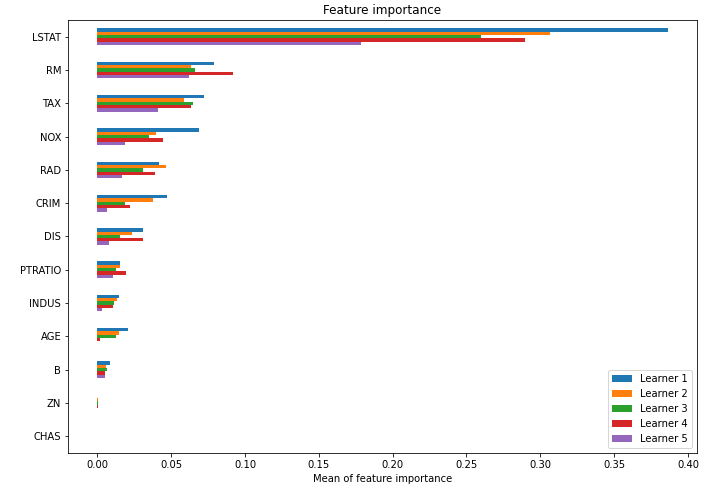 Feature importance
LSTAT
RM
TAX
NOX
RAD
CRIM
DIS
PTRATIO
INDUS
AGE
B
ZN
CHAS
Learner 1
Learner 2
Learner 3
Learner 4
Learner 5
0.00 0.05 0.10 0.15 0.20 0.25 0.30 0.35 0.40
Mean of feature importance